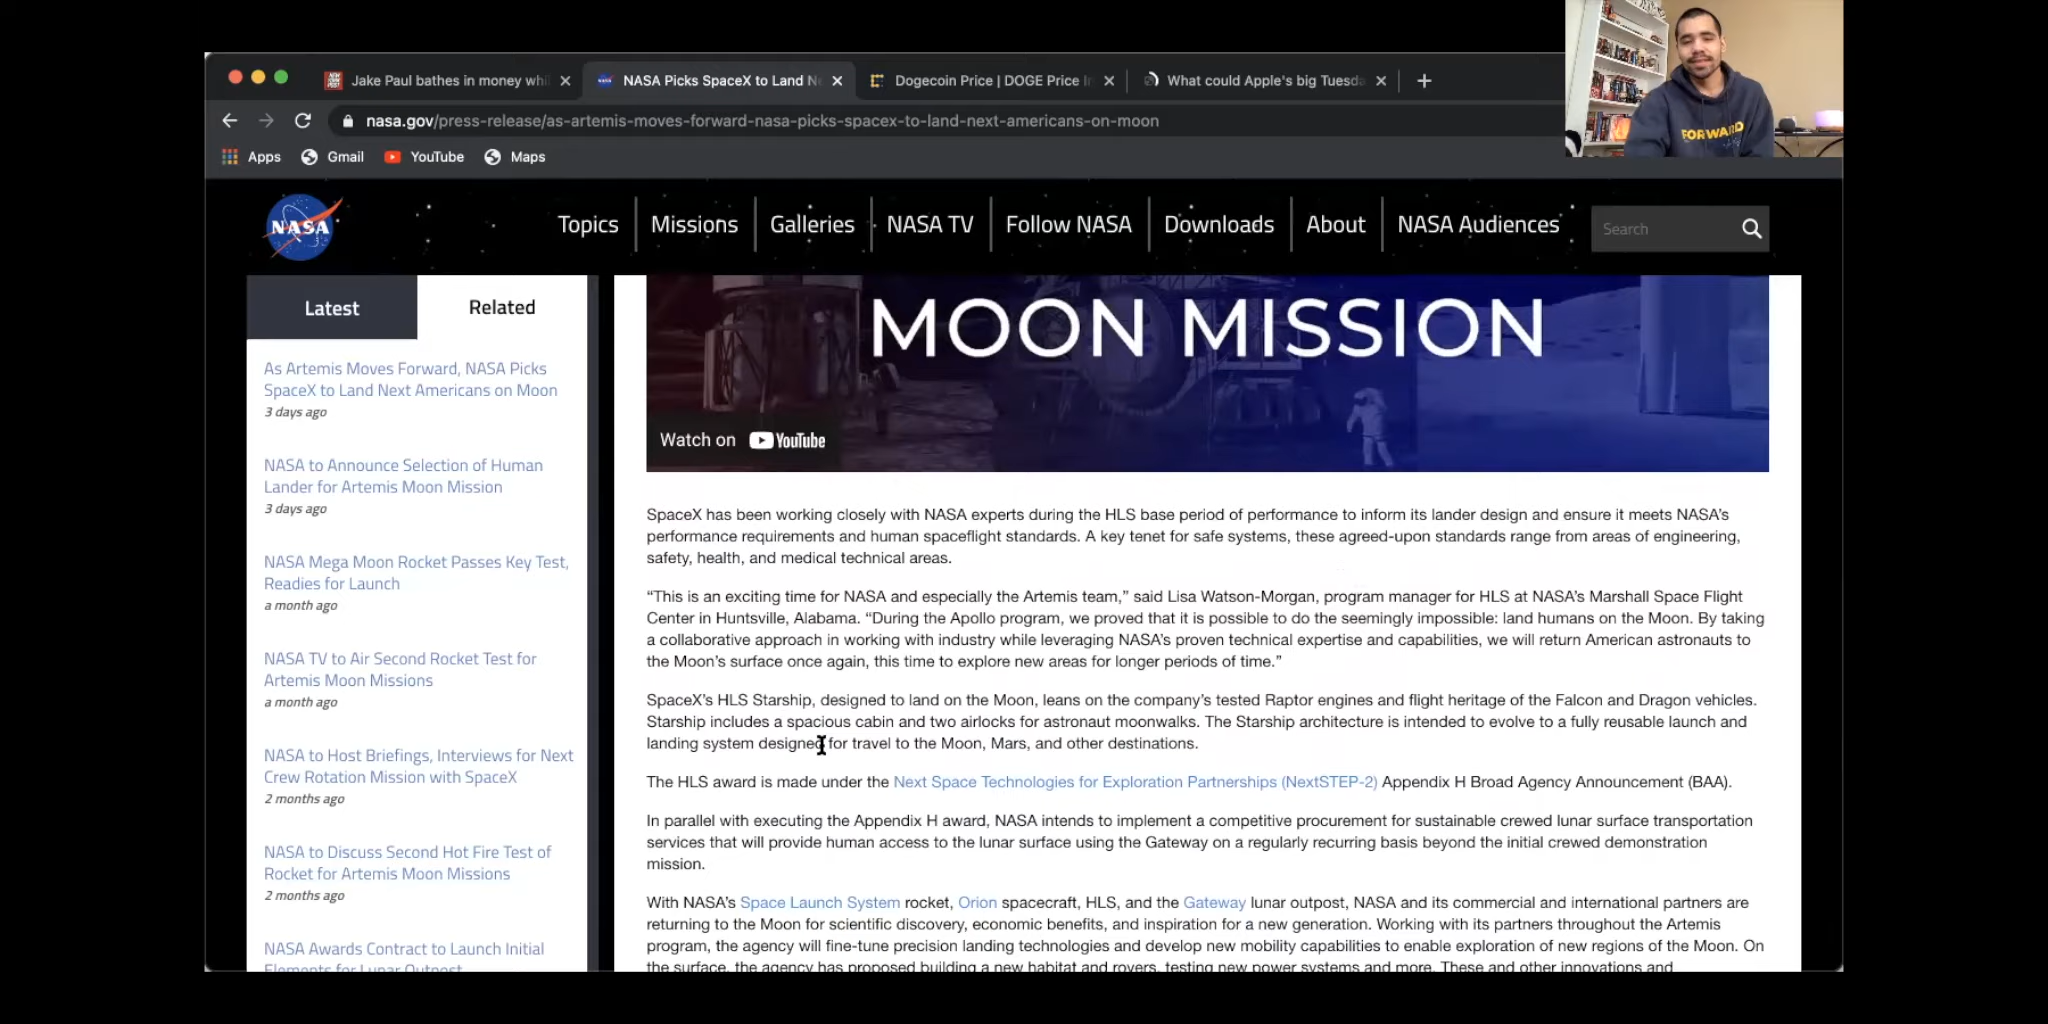 Jake Paul bathes in money whi
NASA Picks SpaceX to Land N
Dogecoin Price | DOGE Price I
What could Apple's big Tuesda
nasa.gov/press-release/as-artemis-moves-forward-nasa-picks-spacex-to-land-next-americans-on-moon
Apps Gmail YouTube Maps
FORWARD
NASA
Topics Missions Galleries NASA TV Follow NASA Downloads About NASA Audiences Search
Latest Related
As Artemis Moves Forward, NASA Picks
SpaceX to Land Next Americans on Moon
3 days ago
NASA to Announce Selection of Human
Lander for Artemis Moon Mission
3 days ago
NASA Mega Moon Rocket Passes Key Test,
Readies for Launch
a month ago
NASA TV to Air Second Rocket Test for
Artemis Moon Missions
a month ago
NASA to Host Briefings, Interviews for Next
Crew Rotation Mission with SpaceX
2 months ago
NASA to Discuss Second Hot Fire Test of
Rocket for Artemis Moon Missions
2 months ago
NASA Awards Contract to Launch Initial
Elements for Lunar Outpost
MOON MISSION
Watch on YouTube
SpaceX has been working closely with NASA experts during the HLS base period of performance to inform its lander design and ensure it meets NASA's
performance requirements and human spaceflight standards. A key tenet for safe systems, these agreed-upon standards range from areas of engineering,
safety, health, and medical technical areas.
“This is an exciting time for NASA and especially the Artemis team,” said Lisa Watson-Morgan, program manager for HLS at NASA's Marshall Space Flight
Center in Huntsville, Alabama. “During the Apollo program, we proved that it is possible to do the seemingly impossible: land humans on the Moon. By taking
a collaborative approach in working with industry while leveraging NASA's proven technical expertise and capabilities, we will return American astronauts to
the Moon's surface once again, this time to explore new areas for longer periods of time.”
SpaceX's HLS Starship, designed to land on the Moon, leans on the company's tested Raptor engines and flight heritage of the Falcon and Dragon vehicles.
Starship includes a spacious cabin and two airlocks for astronaut moonwalks. The Starship architecture is intended to evolve to a fully reusable launch and
landing system designed for travel to the Moon, Mars, and other destinations.
The HLS award is made under the Next Space Technologies for Exploration Partnerships (NextSTEP-2) Appendix H Broad Agency Announcement (BAA).
In parallel with executing the Appendix H award, NASA intends to implement a competitive procurement for sustainable crewed lunar surface transportation
services that will provide human access to the lunar surface using the Gateway on a regularly recurring basis beyond the initial crewed demonstration
mission.
With NASA's Space Launch System rocket, Orion spacecraft, HLS, and the Gateway lunar outpost, NASA and its commercial and international partners are
returning to the Moon for scientific discovery, economic benefits, and inspiration for a new generation. Working with its partners throughout the Artemis
program, the agency will fine-tune precision landing technologies and develop new mobility capabilities to enable exploration of new regions of the Moon. On
the surface, the agency has proposed building a new habitat and rovers, testing new power systems and more. These and other innovations and